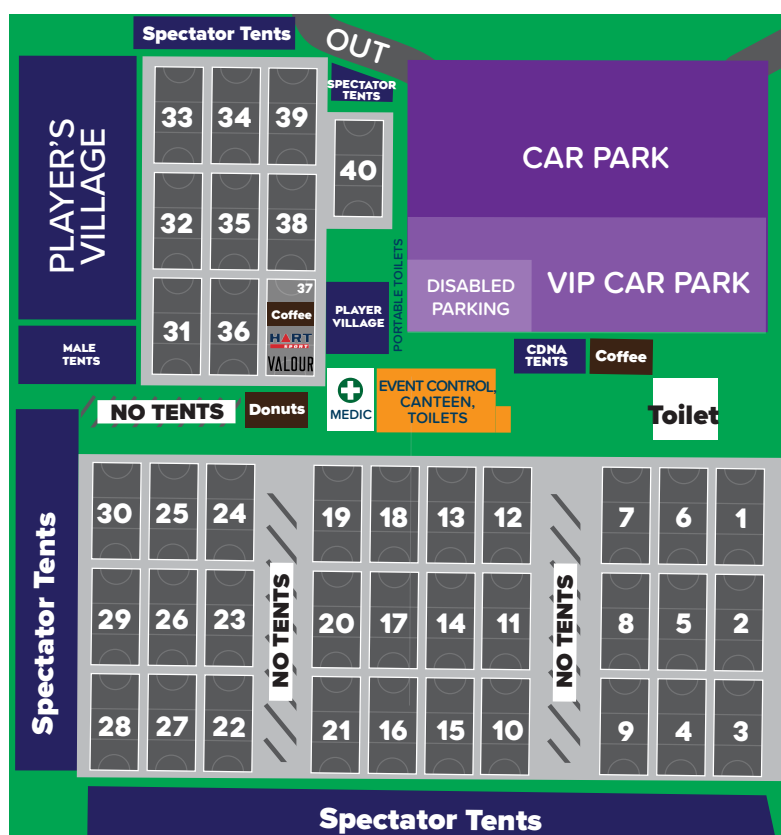 Spectator Tents
OUT
SPECTATOR
TENTS
PLAYER'S
VILLAGE
33 34 39
40
CAR PARK
32 35 38
PORTABLE TOILETS
DISABLED
PARKING
VIP CAR PARK
37
Coffee
HART
SPORT
VALOUR
31 36
PLAYER
VILLAGE
MALE
TENTS
CDNA
TENTS
Coffee
NO TENTS
Donuts
MEDIC
EVENT CONTROL,
CANTEEN,
TOILETS
Toilet
Spectator Tents
30 25 24 19 18 13 12 7 6 1
NO TENTS
NO TENTS
29 26 23 20 17 14 11 8 5 2
28 27 22 21 16 15 10 9 4 3
Spectator Tents